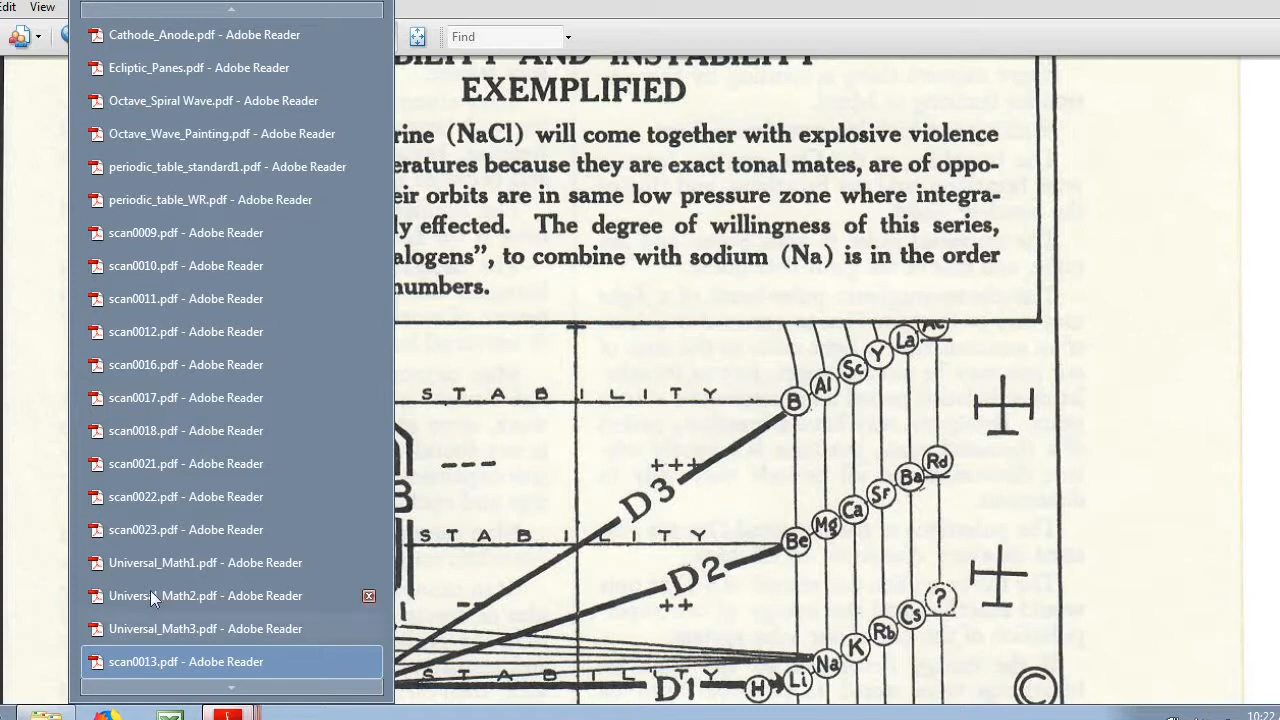 dit View
Find
Cathode_Anode.pdf - Adobe Reader
Ecliptic_Panes.pdf - Adobe Reader
Octave_Spiral Wave.pdf - Adobe Reader
Octave_Wave_Painting.pdf - Adobe Reader
periodic_table_standard1.pdf - Adobe Reader
periodic_table_WR.pdf - Adobe Reader
scan0009.pdf - Adobe Reader
scan0010.pdf - Adobe Reader
scan0011.pdf - Adobe Reader
scan0012.pdf - Adobe Reader
scan0016.pdf - Adobe Reader
scan0017.pdf - Adobe Reader
scan0018.pdf - Adobe Reader
scan0021.pdf - Adobe Reader
scan0022.pdf - Adobe Reader
scan0023.pdf - Adobe Reader
Universal_Math1.pdf - Adobe Reader
Universal_Math2.pdf - Adobe Reader
Universal_Math3.pdf - Adobe Reader
scan0013.pdf - Adobe Reader
BILITY AND INSTABILITY
EXEMPLIFIED
rine (NaCl) will come together with explosive violence
eratures because they are exact tonal mates, are of oppo-
eir orbits are in same low pressure zone where integra-
ly effected. The degree of willingness of this series,
alogens", to combine with sodium (Na) is in the order
numbers.
STABILITY
B Al Sc Y La Ac
+++
---
D3
STABILITY
Be Mg Ca Sr Ba Rd
D2
++
--
STABILITY
D1
H Li Na K Rb Cs ?
©
10:22